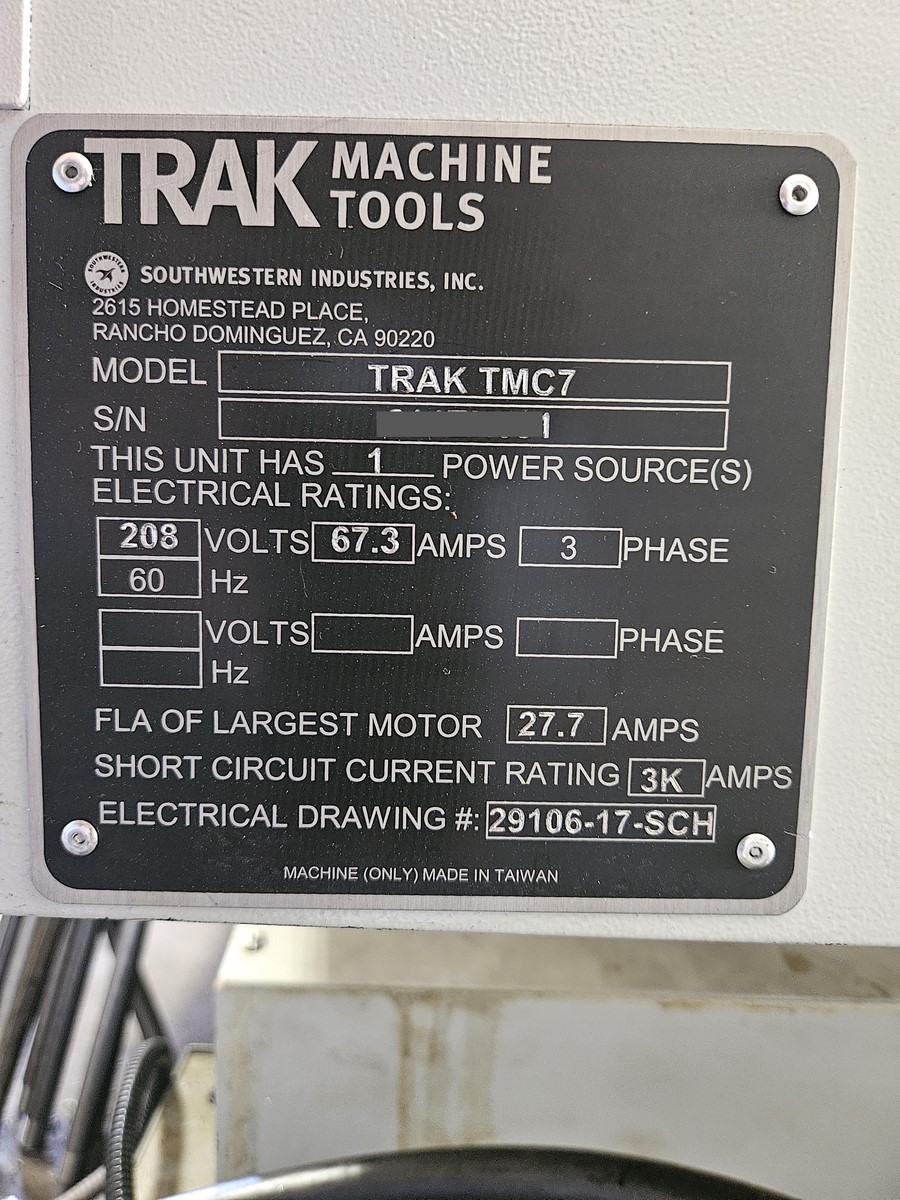 TRAK MACHINE TOOLS
SOUTHWESTERN INDUSTRIES, INC.
2615 HOMESTEAD PLACE,
RANCHO DOMINGUEZ, CA 90220
MODEL TRAK TMC7
S/N
THIS UNIT HAS 1 POWER SOURCE(S)
ELECTRICAL RATINGS:
208 VOLTS 67.3 AMPS 3 PHASE
60 Hz
VOLTS AMPS PHASE
Hz
FLA OF LARGEST MOTOR 27.7 AMPS
SHORT CIRCUIT CURRENT RATING 3K AMPS
ELECTRICAL DRAWING #: 29106-17-SCH
MACHINE (ONLY) MADE IN TAIWAN